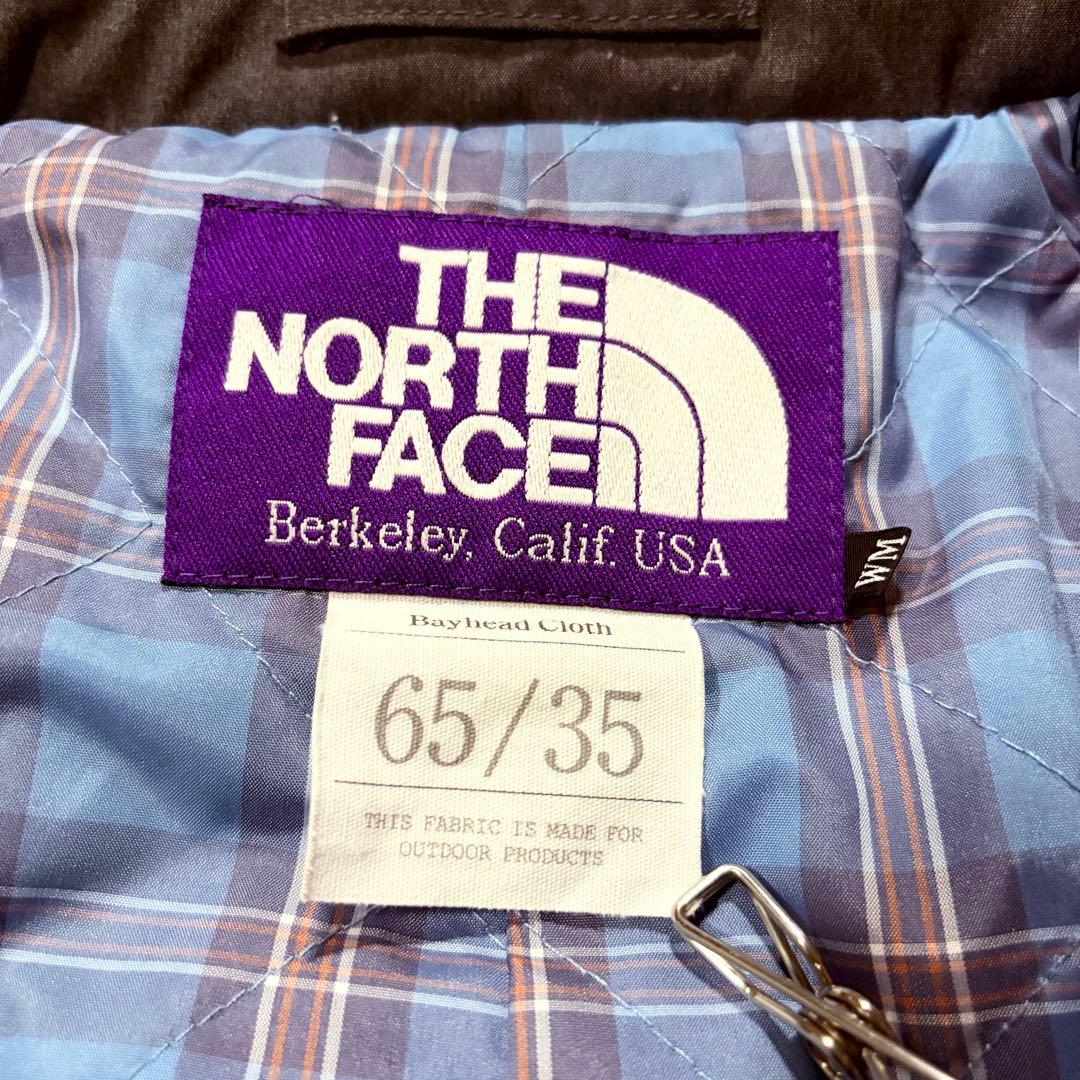 THE
NORTH
FACE
Berkeley, Calif. USA
WM
Bayhead Cloth
65/35
THIS FABRIC IS MADE FOR
OUTDOOR PRODUCTS